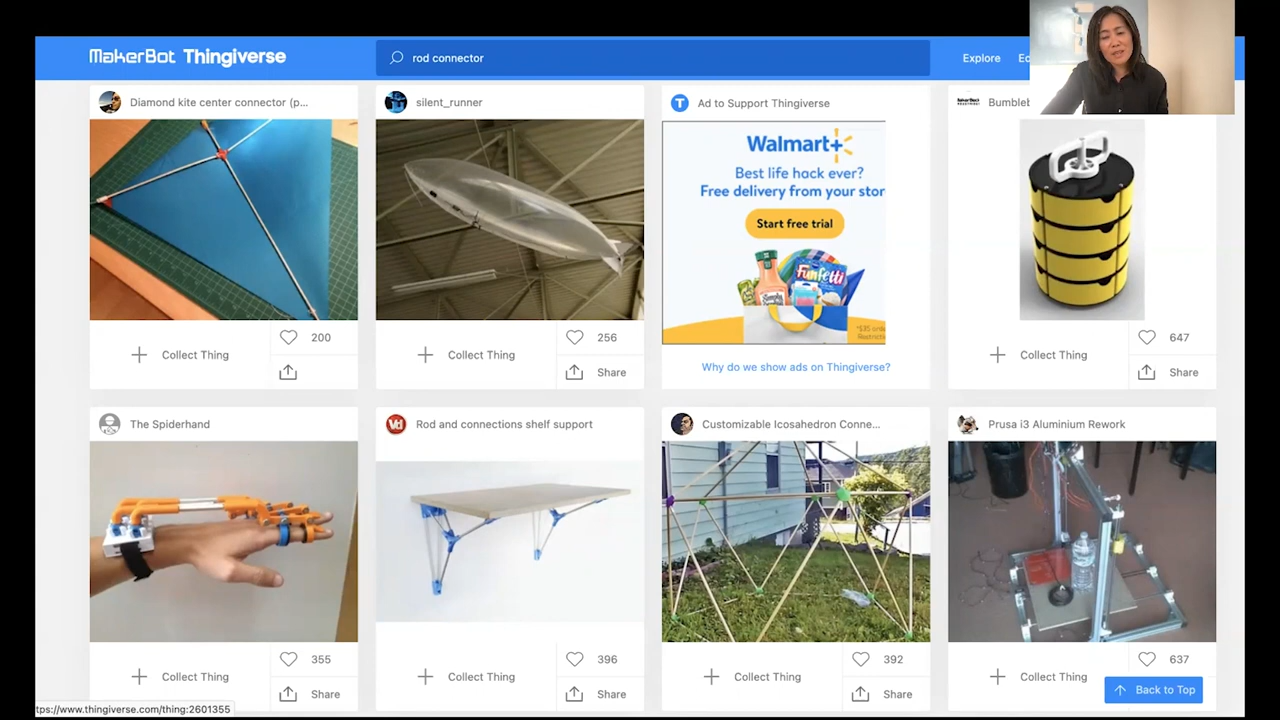 MakerBot Thingiverse
rod connector
Explore
Diamond kite center connector (p...
silent_runner
Ad to Support Thingiverse
Walmart+
Best life hack ever?
Free delivery from your stor
Start free trial
Funfetti
Simply
Why do we show ads on Thingiverse?
200
Collect Thing
256
Collect Thing
Share
647
Collect Thing
Share
The Spiderhand
Rod and connections shelf support
Customizable Icosahedron Conne...
Prusa i3 Aluminium Rework
355
Collect Thing
Share
396
Collect Thing
Share
392
Collect Thing
Share
637
Collect Thing
Back to Top
tps://www.thingiverse.com/thing:2601355